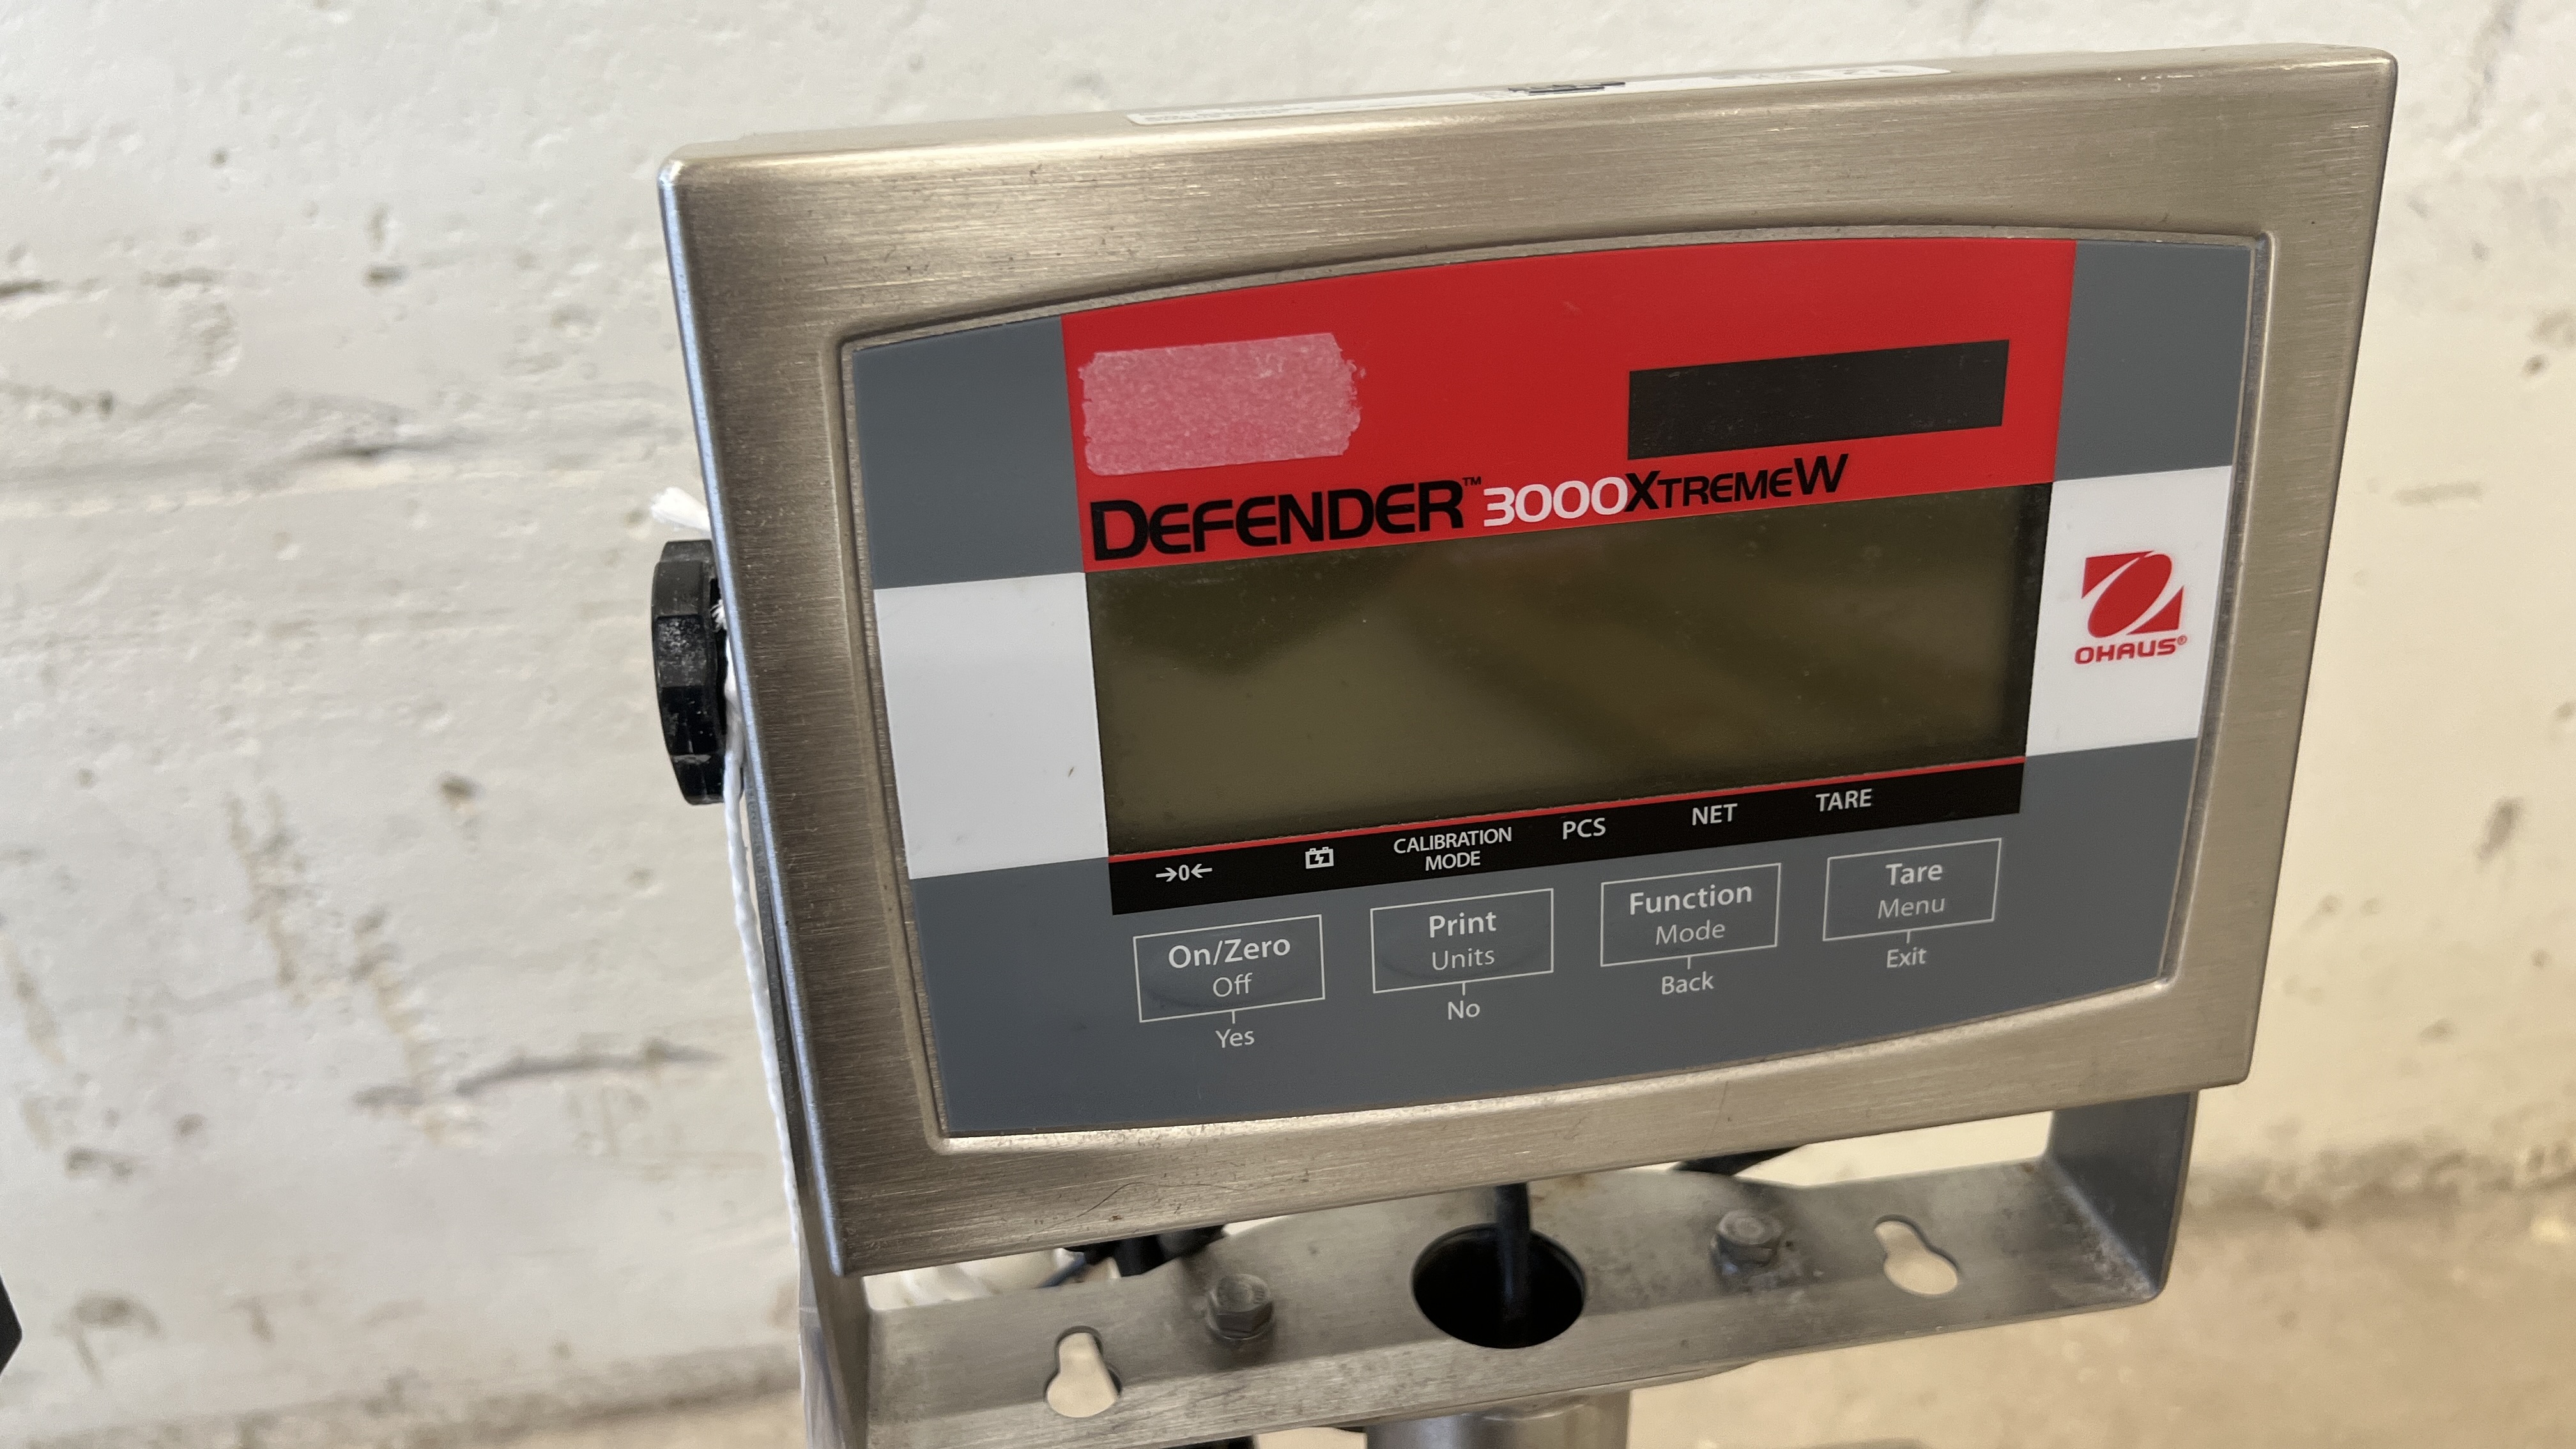 DEFENDER™ 3000XTREMEW
OHAUS®
→0← CALIBRATION MODE PCS NET TARE
On/Zero Print Function Tare
Off Units Mode Menu
Yes No Back Exit